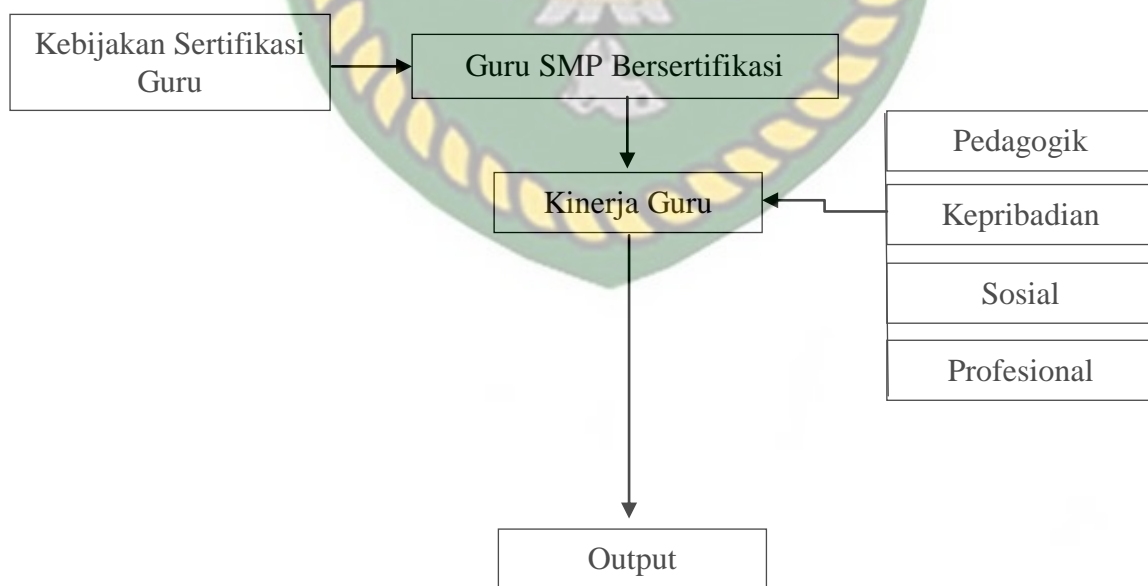 Kebijakan Sertifikasi
Guru
Guru SMP Bersertifikasi
Kinerja Guru
Pedagogik
Kepribadian
Sosial
Profesional
Output